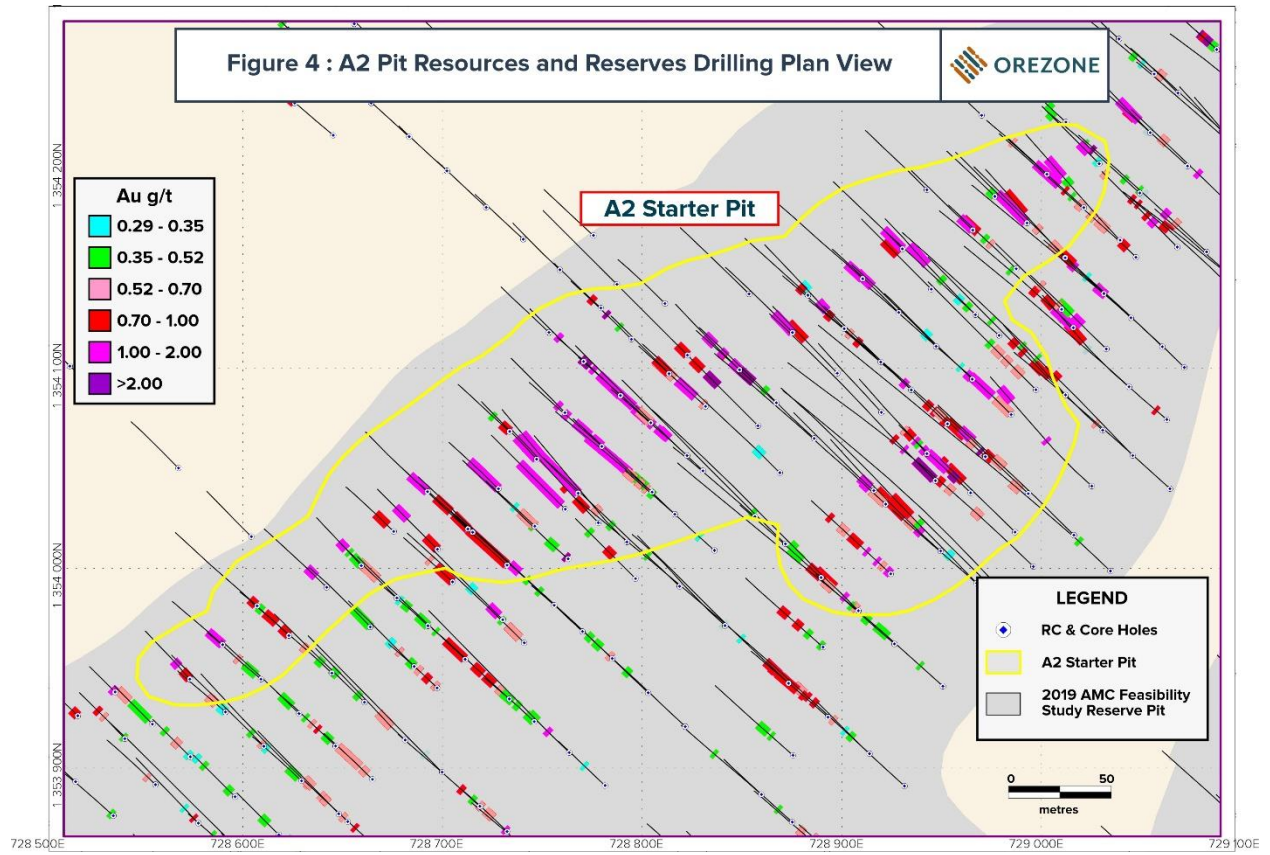 Figure 4 : A2 Pit Resources and Reserves Drilling Plan View
OREZONE
A2 Starter Pit
Au g/t
0.29 - 0.35
0.35 - 0.52
0.52 - 0.70
0.70 - 1.00
1.00 - 2.00
>2.00
1 354 200N
1 354 100N
1 354 000N
1 353 900N
LEGEND
RC & Core Holes
A2 Starter Pit
2019 AMC Feasibility
Study Reserve Pit
0 50
metres
728 500E 728 600E 728 700E 728 800E 728 900E 729 000E 729 100E